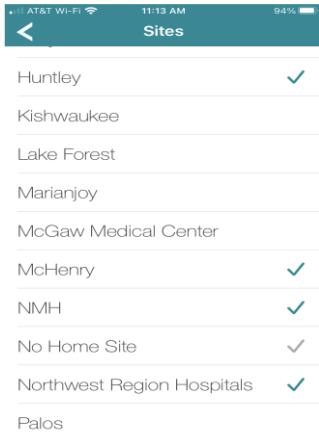 AT&T Wi-Fi 11:13 AM 94%
Sites
Huntley
Kishwaukee
Lake Forest
Marianjoy
McGaw Medical Center
McHenry
NMH
No Home Site
Northwest Region Hospitals
Palos